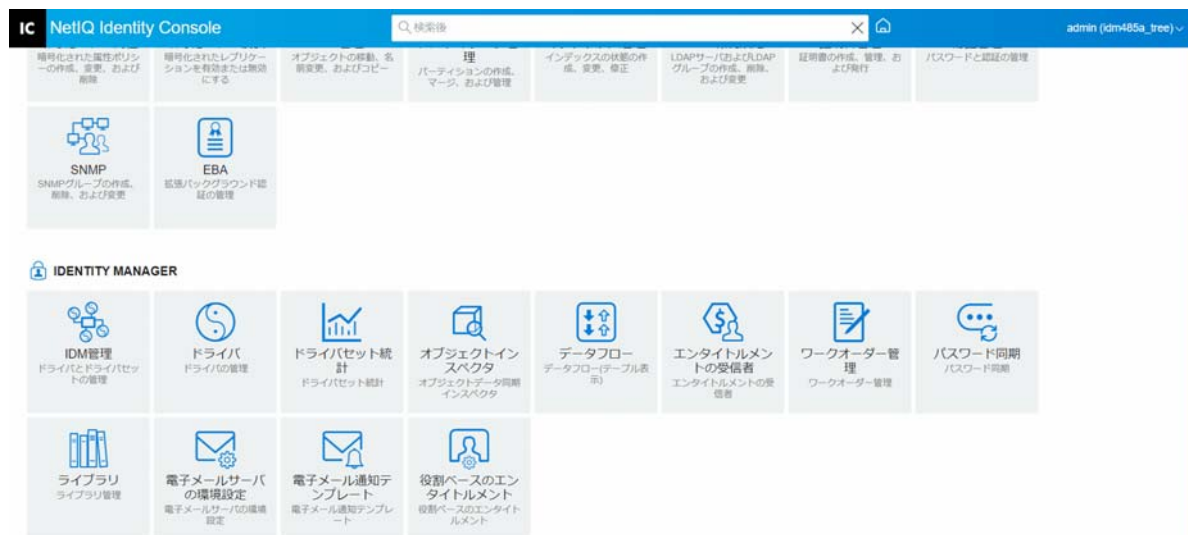 IC NetIQ Identity Console 検索後 admin (idm485a_tree)
暗号化された属性ポリシ 暗号化されたレプリケー オブジェクトの移動、名 理 インデックスの状態の作 LDAPサーバおよびLDAP 証明書の作成、管理、お パスワードと認証の管理
ーの作成、変更、および ションを有効または無効 前変更、およびコピー パーティションの作成、 成、変更、修正 グループの作成、削除、 よび発行
削除 にする マージ、および管理 および変更
SNMP EBA
SNMPグループの作成、 拡張バックグラウンド認
削除、および変更 証の管理
IDENTITY MANAGER
IDM管理 ドライバ ドライバセット統 オブジェクトイン データフロー エンタイトルメン ワークオーダー管 パスワード同期
ドライバとドライバセッ ドライバの管理 計 スペクタ データフロー(テーブル表 トの受信者 理 パスワード同期
トの管理 ドライバセット統計 オブジェクトデータ同期 示) エンタイトルメントの受 ワークオーダー管理
インスペクタ 信者
ライブラリ 電子メールサーバ 電子メール通知テ 役割ベースのエン
ライブラリ管理 の環境設定 ンプレート タイトルメント
電子メールサーバの環境 電子メール通知テンプレ 役割ベースのエンタイト
設定 ート ルメント